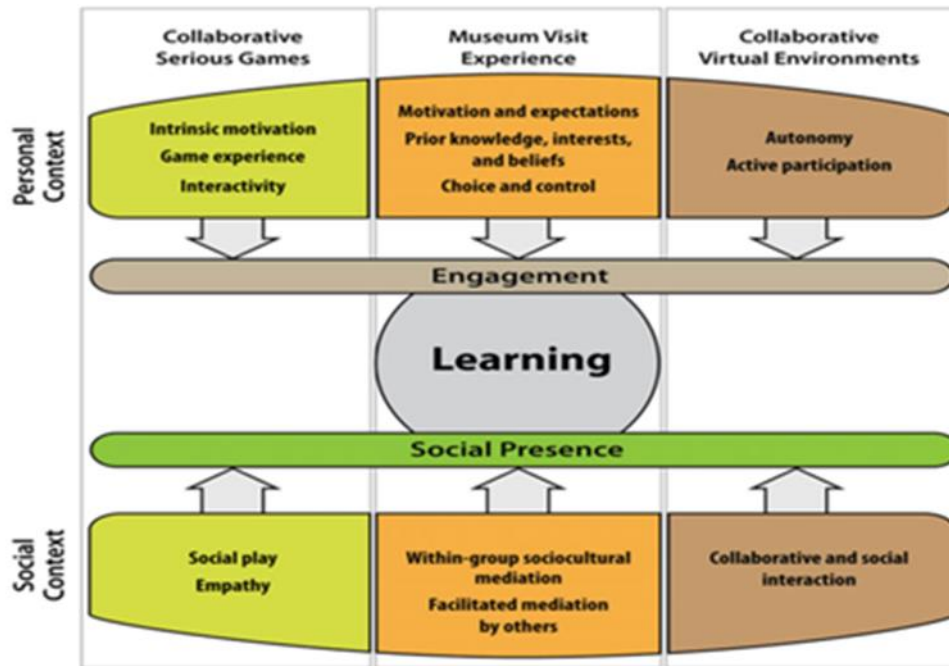 Collaborative
Serious Games
Museum Visit
Experience
Collaborative
Virtual Environments
Personal
Context
Intrinsic motivation
Game experience
Interactivity
Motivation and expectations
Prior knowledge, interests,
and beliefs
Choice and control
Autonomy
Active participation
Engagement
Learning
Social Presence
Social
Context
Social play
Empathy
Within-group sociocultural
mediation
Facilitated mediation
by others
Collaborative and social
interaction